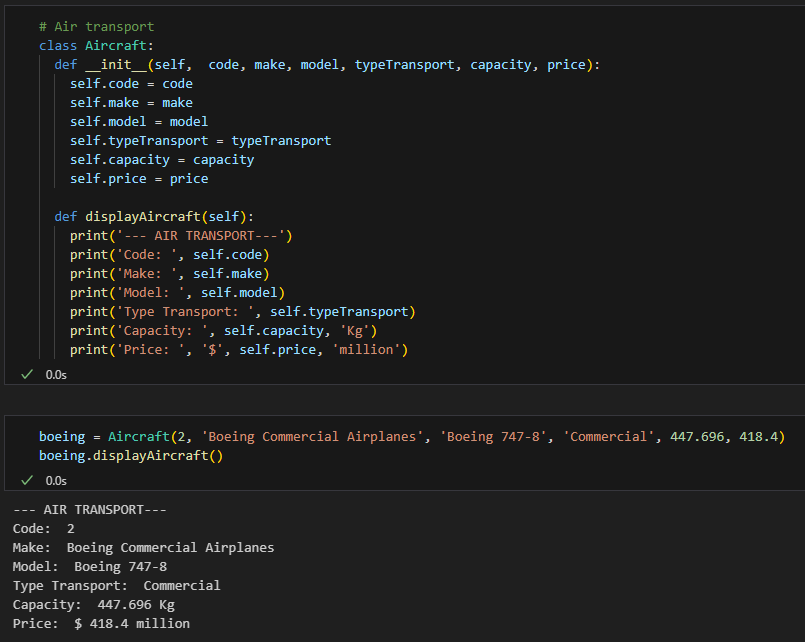 # Air transport
class Aircraft:
  def __init__(self,  code, make, model, typeTransport, capacity, price):
    self.code = code
    self.make = make
    self.model = model
    self.typeTransport = typeTransport
    self.capacity = capacity
    self.price = price
  def displayAircraft(self):
    print('--- AIR TRANSPORT---')
    print('Code: ', self.code)
    print('Make: ', self.make)
    print('Model: ', self.model)
    print('Type Transport: ', self.typeTransport)
    print('Capacity: ', self.capacity, 'Kg')
    print('Price: ', '$', self.price, 'million')
✓ 0.0s
boeing = Aircraft(2, 'Boeing Commercial Airplanes', 'Boeing 747-8', 'Commercial', 447.696, 418.4)
boeing.displayAircraft()
✓ 0.0s
--- AIR TRANSPORT---
Code:  2
Make:  Boeing Commercial Airplanes
Model:  Boeing 747-8
Type Transport:  Commercial
Capacity:  447.696 Kg
Price:  $ 418.4 million